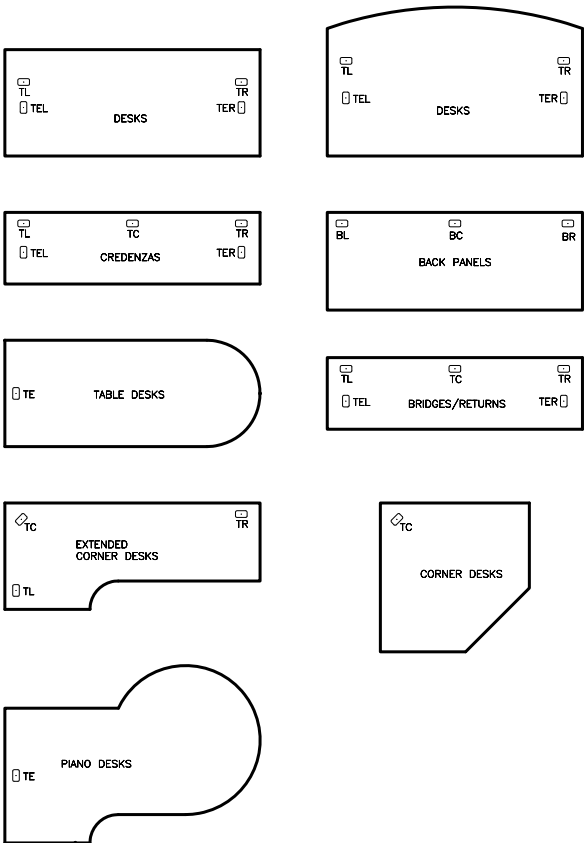 TL TR
TEL TER
DESKS
TL TR
TEL TER
DESKS
TL TC TR
TEL TER
CREDENZAS
BL BC BR
BACK PANELS
TE TABLE DESKS
TL TC TR
TEL BRIDGES/RETURNS TER
TC TR
EXTENDED
CORNER DESKS
TL
TC
CORNER DESKS
PIANO DESKS
TE